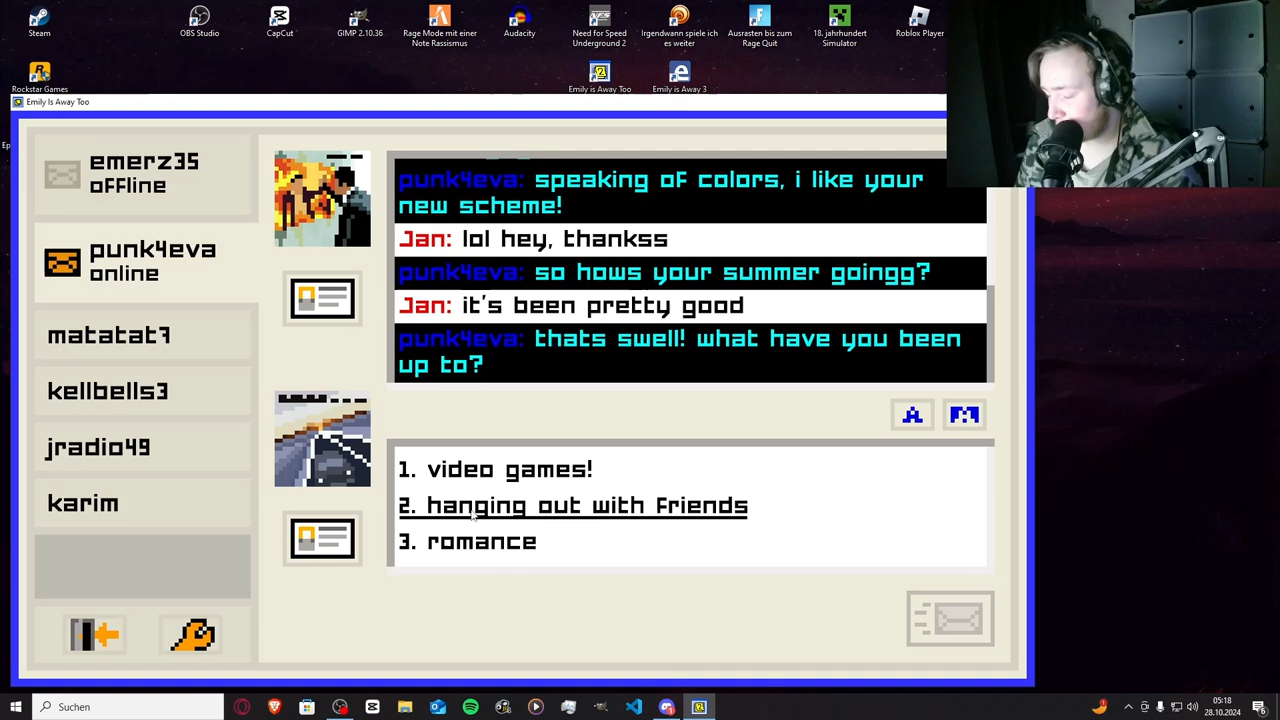 Steam
OBS Studio
CapCut
GIMP 2.10.36
Rage Mode mit einer
Note Rassismus
Audacity
Need for Speed
Underground 2
Irgendwann spiele ich
es weiter
Ausrasten bis zum
Rage Quit
18. jahrhundert
Simulator
Roblox Player
Rockstar Games
Emily is Away Too
Emily is Away 3
Emily Is Away Too
emerz35
offline
punk4eva
online
matatat7
kellbells3
jradio49
karim
punk4eva: speaking of colors, i like your
new scheme!
Jan: lol hey, thankss
punk4eva: so hows your summer goingg?
Jan: it's been pretty good
punk4eva: thats swell! what have you been
up to?
A M
1. video games!
2. hanging out with friends
3. romance
Suchen
05:18
28.10.2024